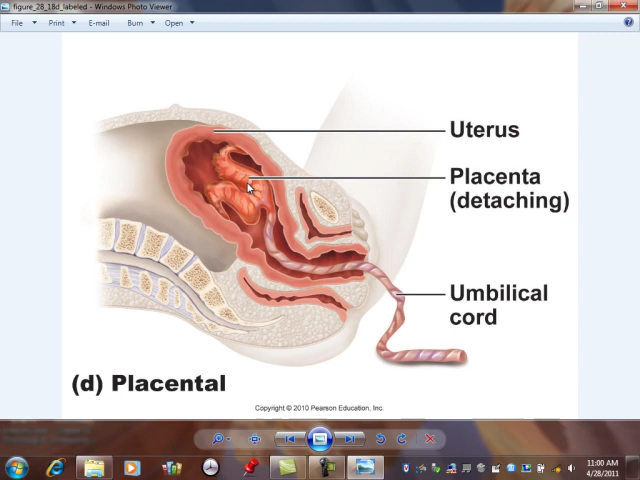 figure_28_18d_labeled - Windows Photo Viewer
File Print E-mail Burn Open
Uterus
Placenta
(detaching)
Umbilical
cord
(d) Placental
Copyright © 2010 Pearson Education, Inc.
11:00 AM
4/28/2011